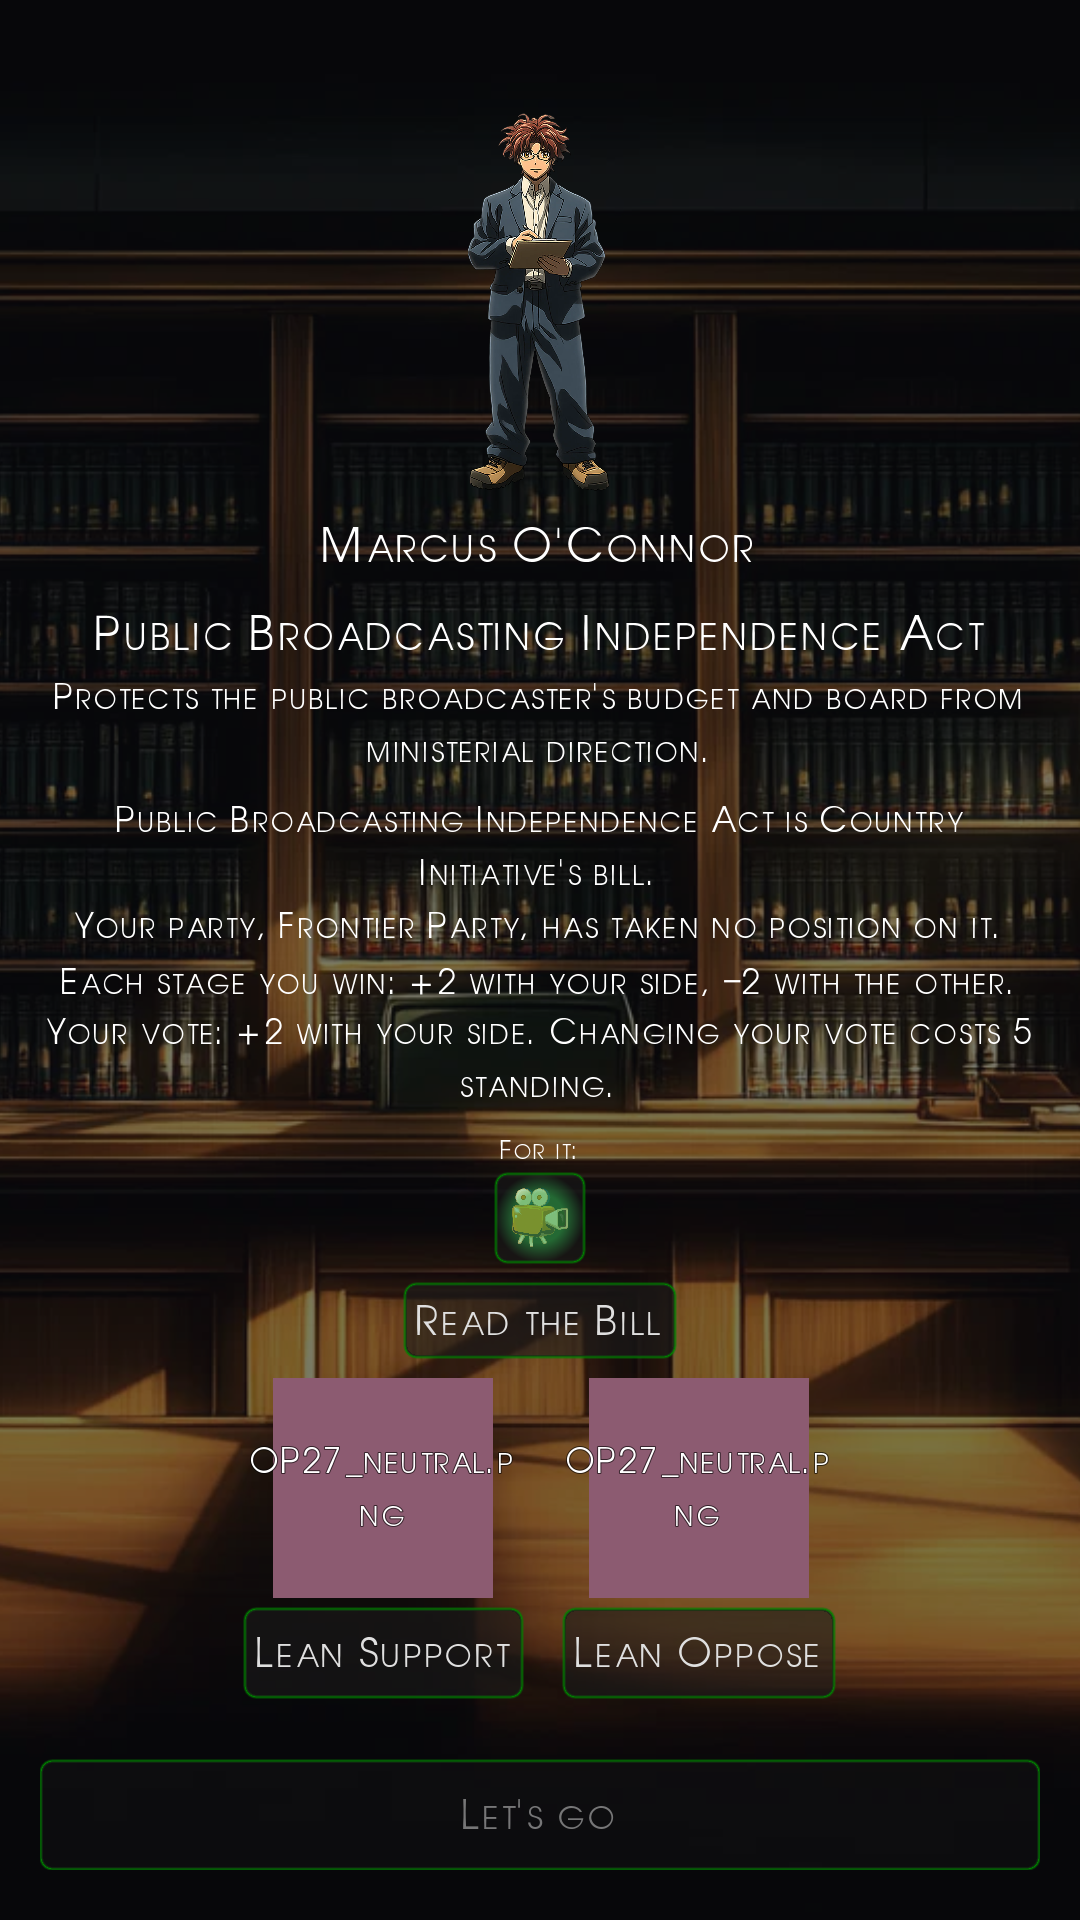 Marcus O'Connor
Public Broadcasting Independence Act
Protects the public broadcaster's budget and board from
ministerial direction.
Public Broadcasting Independence Act is Country
Initiative's bill.
Your party, Frontier Party, has taken no position on it.
Each stage you win: +2 with your side, −2 with the other.
Your vote: +2 with your side. Changing your vote costs 5
standing.
For it:
Read the Bill
OP27_neutral.p
ng
OP27_neutral.p
ng
Lean Support
Lean Oppose
Let's go